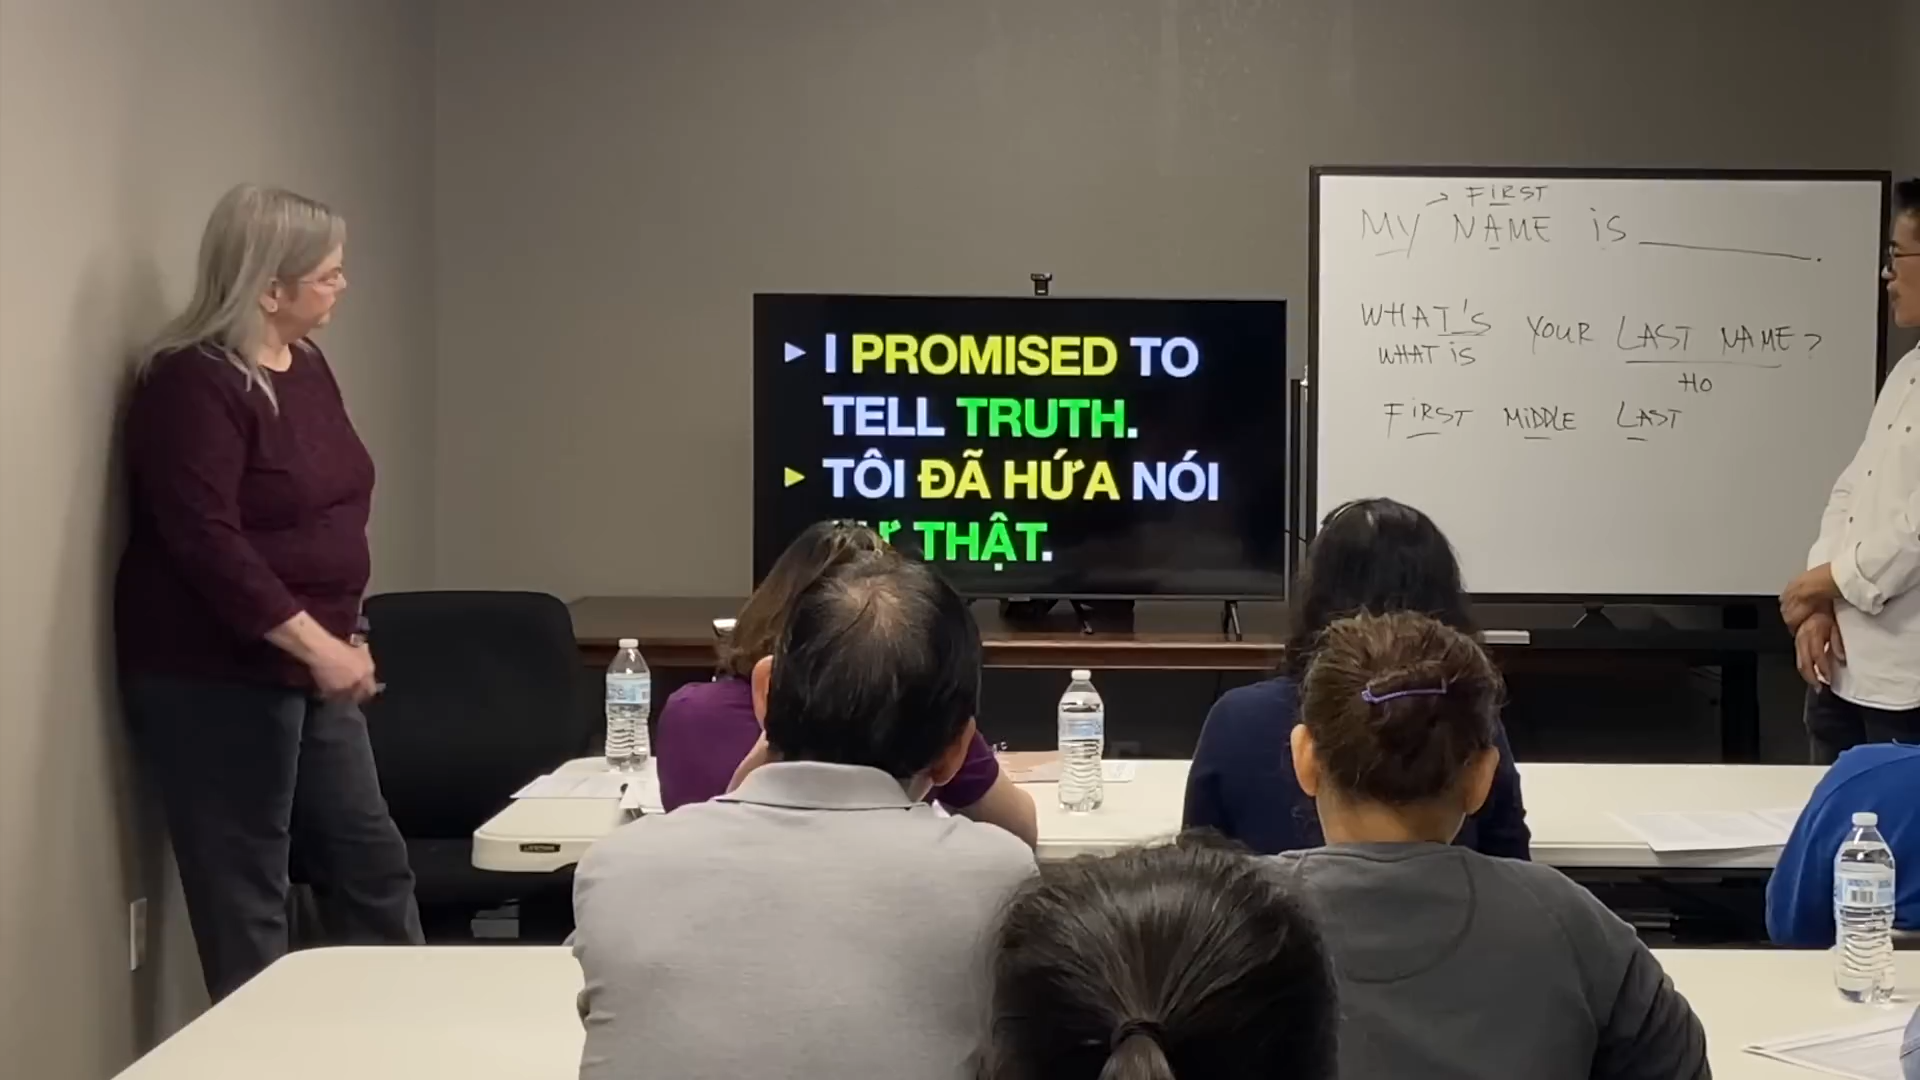 I PROMISED TO
TELL TRUTH.
TÔI ĐÃ HỨA NÓI
THẬT.
FIRST
MY NAME IS ________.
WHAT'S YOUR LAST NAME?
WHAT IS
HO
FIRST MIDDLE LAST